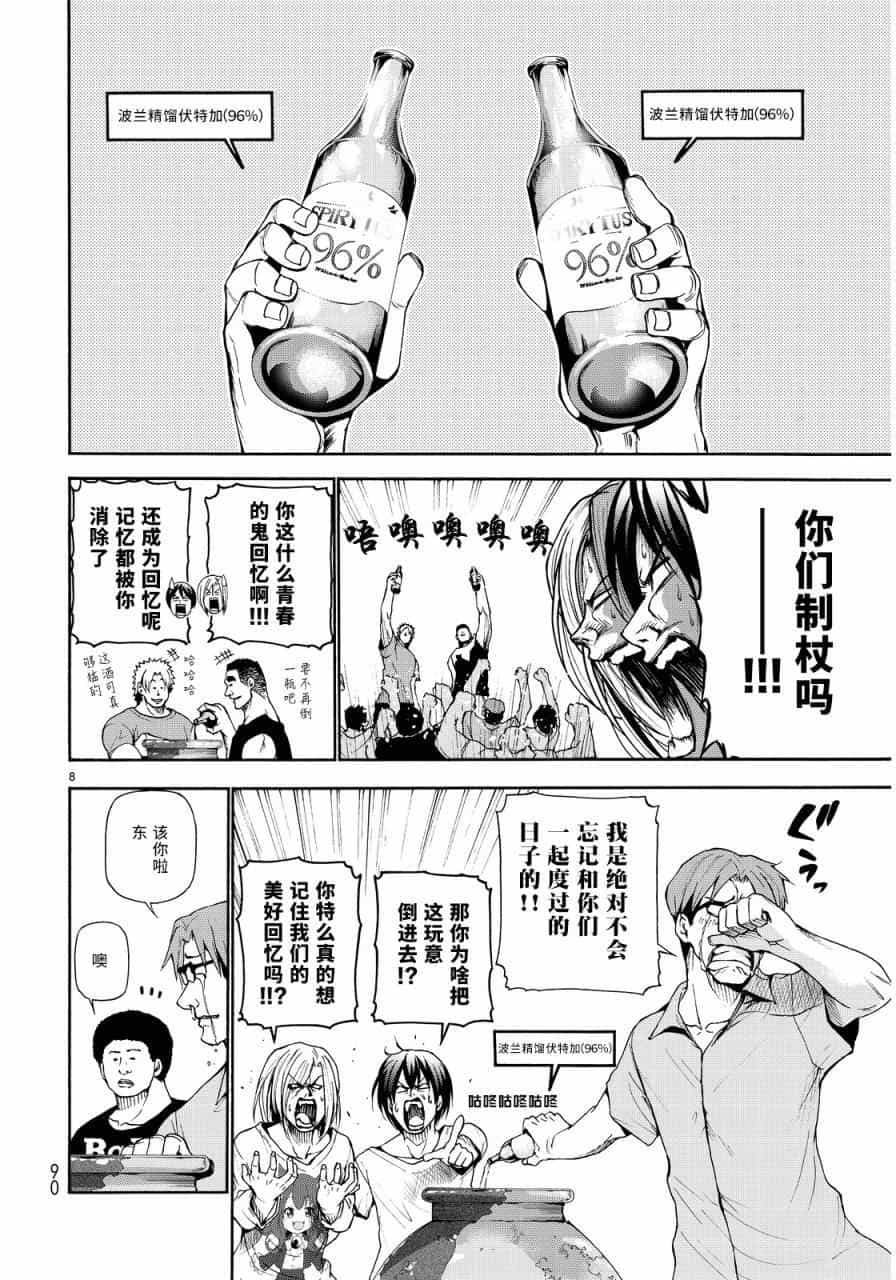 波兰精馏伏特加(96%)
波兰精馏伏特加(96%)
SPIRYTUS
96%
SPIRYTUS
96%
你们制杖吗
——!!!
唔噢噢噢噢
你这什么青春
的鬼回忆啊!!!
还成为回忆呢
记忆都被你
消除了
要不再倒
一瓶吧
哈哈哈
这酒可真
够猛的
8
我是绝对不会
忘记和你们
一起度过的
日子的!!
那你为啥把
这玩意
倒进去!?
你特么真的想
记住我们的
美好回忆吗!!?
波兰精馏伏特加(96%)
咕咚咕咚咕咚
该你啦
东
噢
90